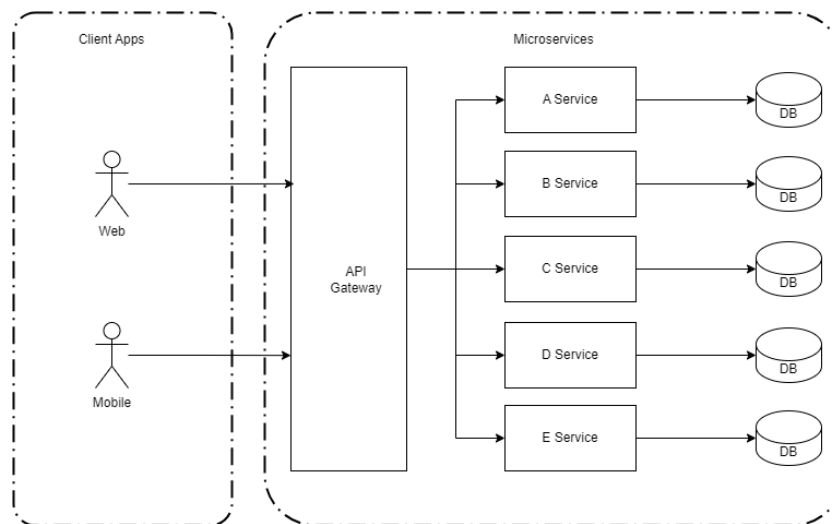 Client Apps
Microservices
Web
Mobile
API
Gateway
A Service
DB
B Service
DB
C Service
DB
D Service
DB
E Service
DB